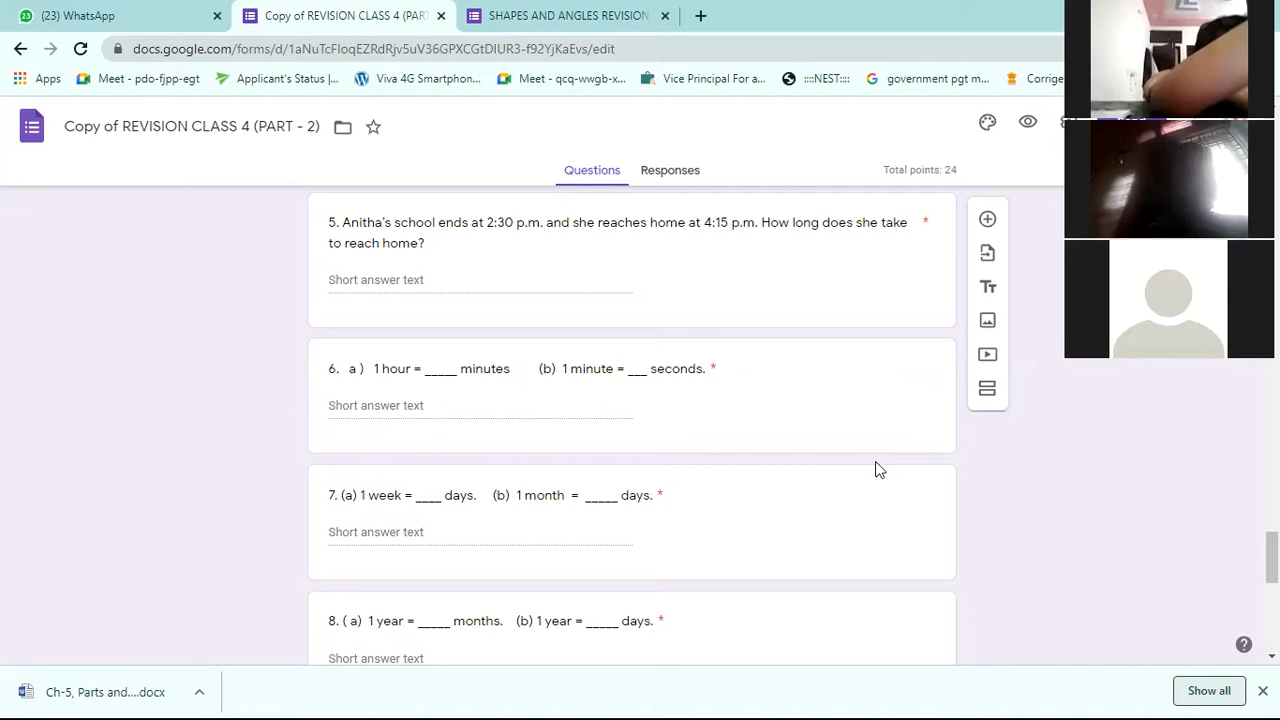 (23) WhatsApp
Copy of REVISION CLASS 4 (PART
SHAPES AND ANGLES REVISION
docs.google.com/forms/d/1aNuTcFIoqEZRdRjv5uV36GPXCGtDIUR3-f92YjKaEvs/edit
Apps
Meet - pdo-fjpp-egt
Applicants Status |...
Viva 4G Smartphon...
Meet - qcq-wwgb-x...
Vice Principal For a...
::::NEST::::
government pgt m...
Corrige
Copy of REVISION CLASS 4 (PART - 2)
Questions
Responses
Total points: 24
5. Anitha's school ends at 2:30 p.m. and she reaches home at 4:15 p.m. How long does she take *
to reach home?
Short answer text
6. a ) 1 hour = _____ minutes (b) 1 minute = ___ seconds. *
Short answer text
7. (a) 1 week = ____ days. (b) 1 month = _____ days. *
Short answer text
8. ( a) 1 year = _____ months. (b) 1 year = _____ days. *
Short answer text
Ch-5, Parts and....docx
Show all